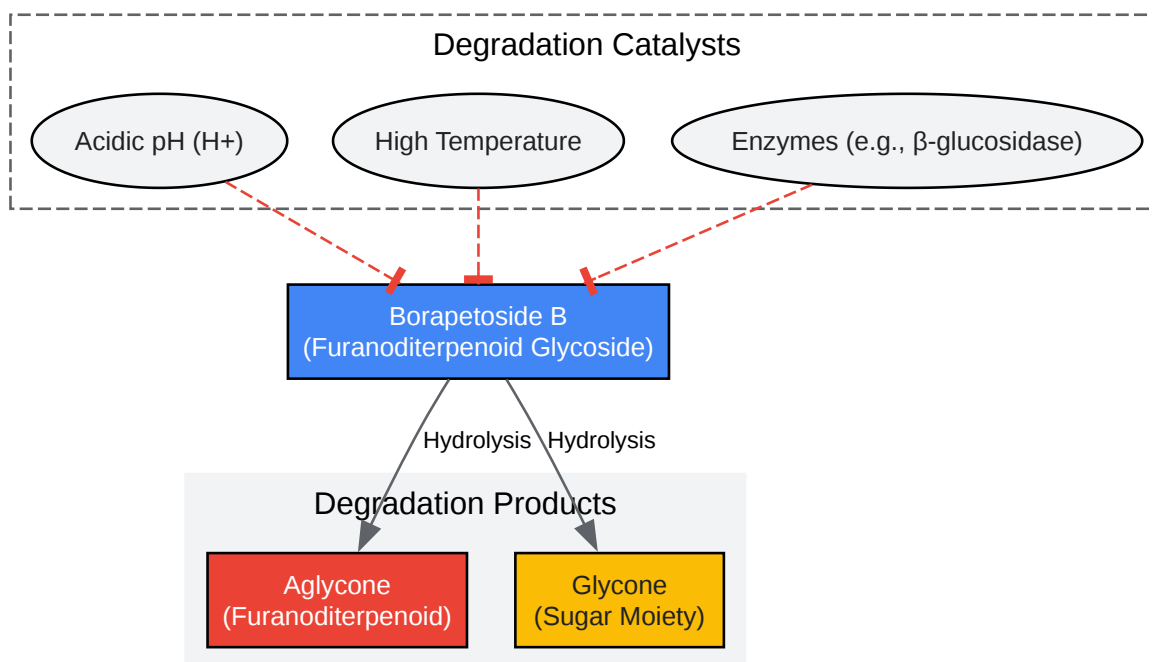 Degradation Catalysts
Acidic pH (H+)
High Temperature
Enzymes (e.g., β-glucosidase)
Borapetoside B
(Furanoditerpenoid Glycoside)
Hydrolysis
Hydrolysis
Degradation Products
Aglycone
(Furanoditerpenoid)
Glycone
(Sugar Moiety)